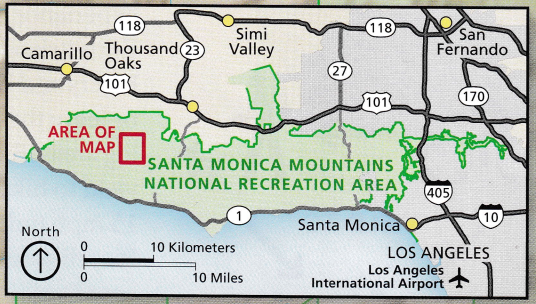 118
Simi
Valley
118
San
Fernando
Camarillo
Thousand
Oaks
23
101
27
101
170
AREA OF
MAP
SANTA MONICA MOUNTAINS
NATIONAL RECREATION AREA
405
1
Santa Monica
10
North
0 10 Kilometers
0 10 Miles
LOS ANGELES
Los Angeles
International Airport